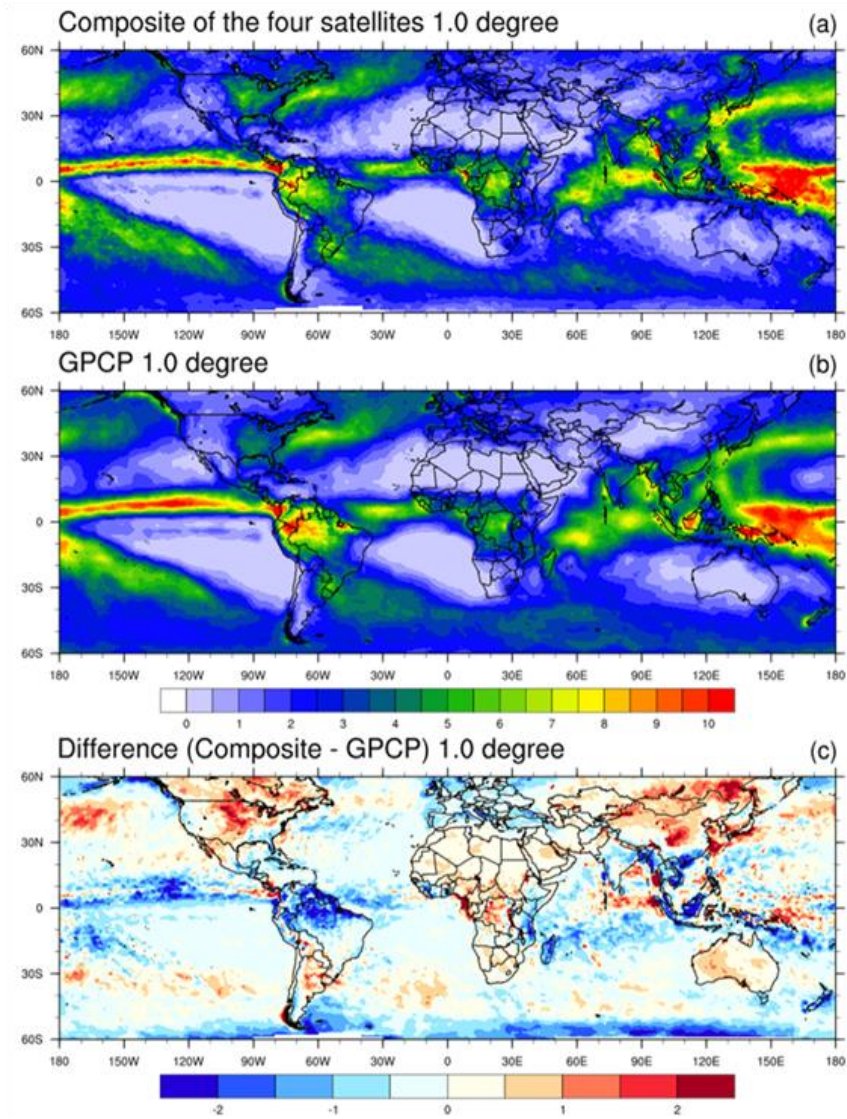 Composite of the four satellites 1.0 degree (a)
60N
30N
0
30S
60S
180 150W 120W 90W 60W 30W 0 30E 60E 90E 120E 150E 180
GPCP 1.0 degree (b)
60N
30N
0
30S
60S
180 150W 120W 90W 60W 30W 0 30E 60E 90E 120E 150E 180
0 1 2 3 4 5 6 7 8 9 10
Difference (Composite - GPCP) 1.0 degree (c)
60N
30N
0
30S
60S
180 150W 120W 90W 60W 30W 0 30E 60E 90E 120E 150E 180
-2 -1 0 1 2